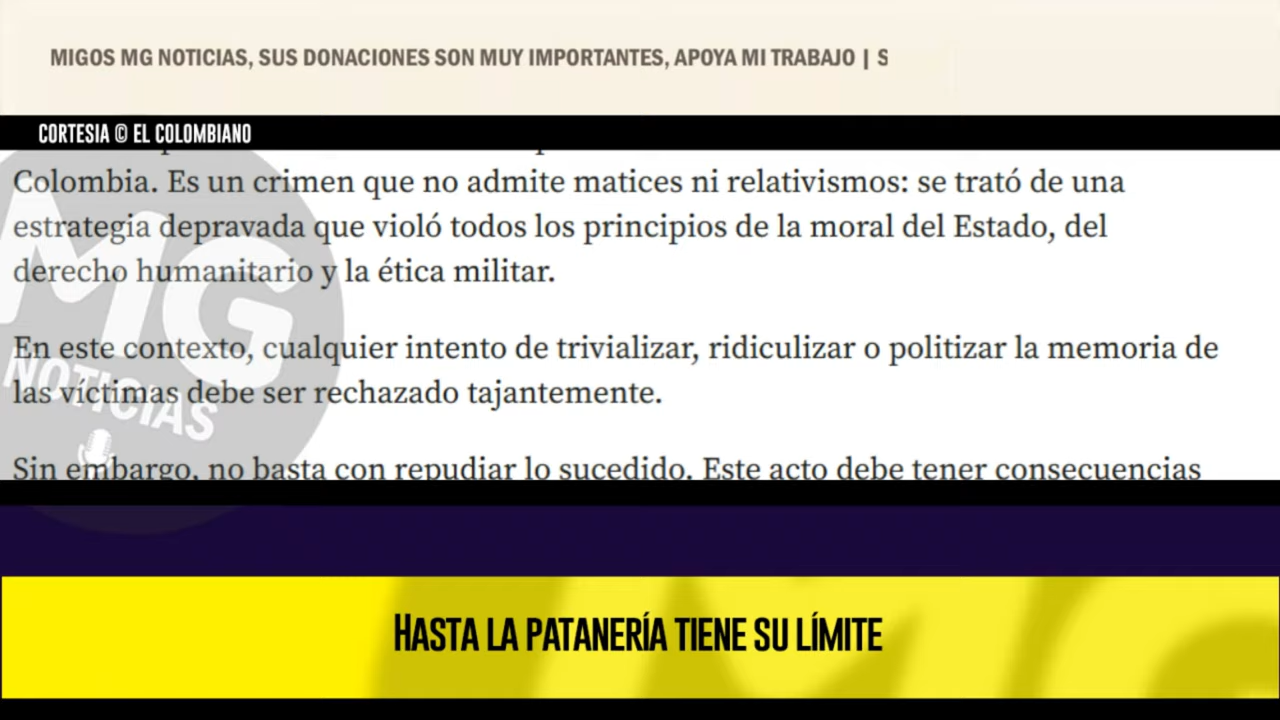 MIGOS MG NOTICIAS, SUS DONACIONES SON MUY IMPORTANTES, APOYA MI TRABAJO | S
CORTESIA © EL COLOMBIANO
Colombia. Es un crimen que no admite matices ni relativismos: se trató de una
estrategia depravada que violó todos los principios de la moral del Estado, del
derecho humanitario y la ética militar.
En este contexto, cualquier intento de trivializar, ridiculizar o politizar la memoria de
las víctimas debe ser rechazado tajantemente.
Sin embargo, no basta con repudiar lo sucedido. Este acto debe tener consecuencias
MG
NOTICIAS
HASTA LA PATANERÍA TIENE SU LÍMITE